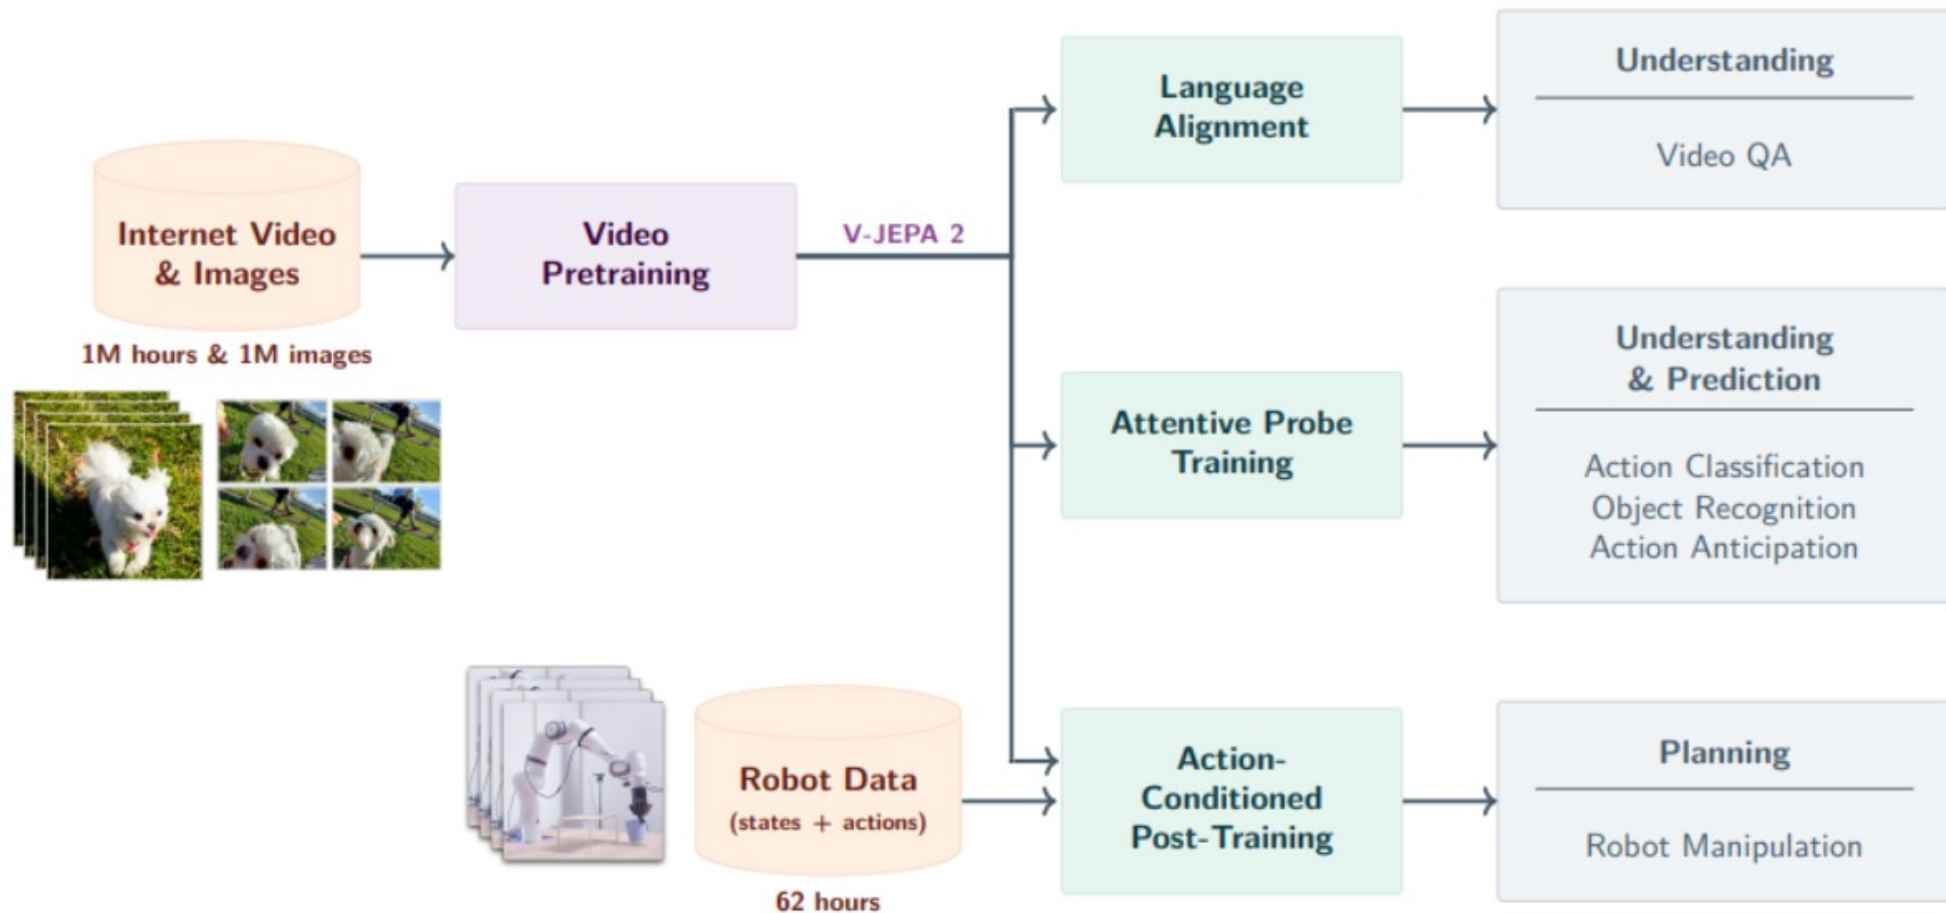 Internet Video
& Images
1M hours & 1M images
Video
Pretraining
V-JEPA 2
Language
Alignment
Understanding
Video QA
Attentive Probe
Training
Understanding
& Prediction
Action Classification
Object Recognition
Action Anticipation
Robot Data
(states + actions)
62 hours
Action-
Conditioned
Post-Training
Planning
Robot Manipulation